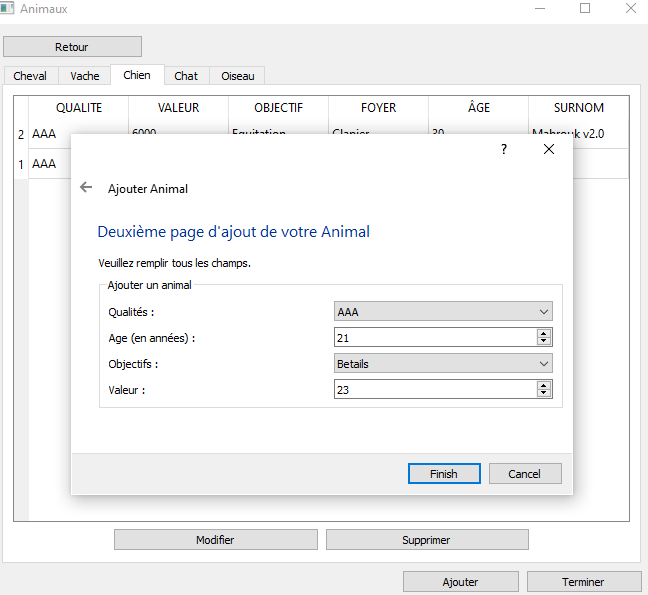 Animaux
Retour
Cheval Vache Chien Chat Oiseau
QUALITE VALEUR OBJECTIF FOYER ÂGE SURNOM
2 AAA 6000 Equitation Clapier 30 Mabrouk v2.0
1 AAA
?
Ajouter Animal
Deuxième page d'ajout de votre Animal
Veuillez remplir tous les champs.
Ajouter un animal
Qualités : AAA
Age (en années) : 21
Objectifs : Betails
Valeur : 23
Finish Cancel
Modifier Supprimer
Ajouter Terminer